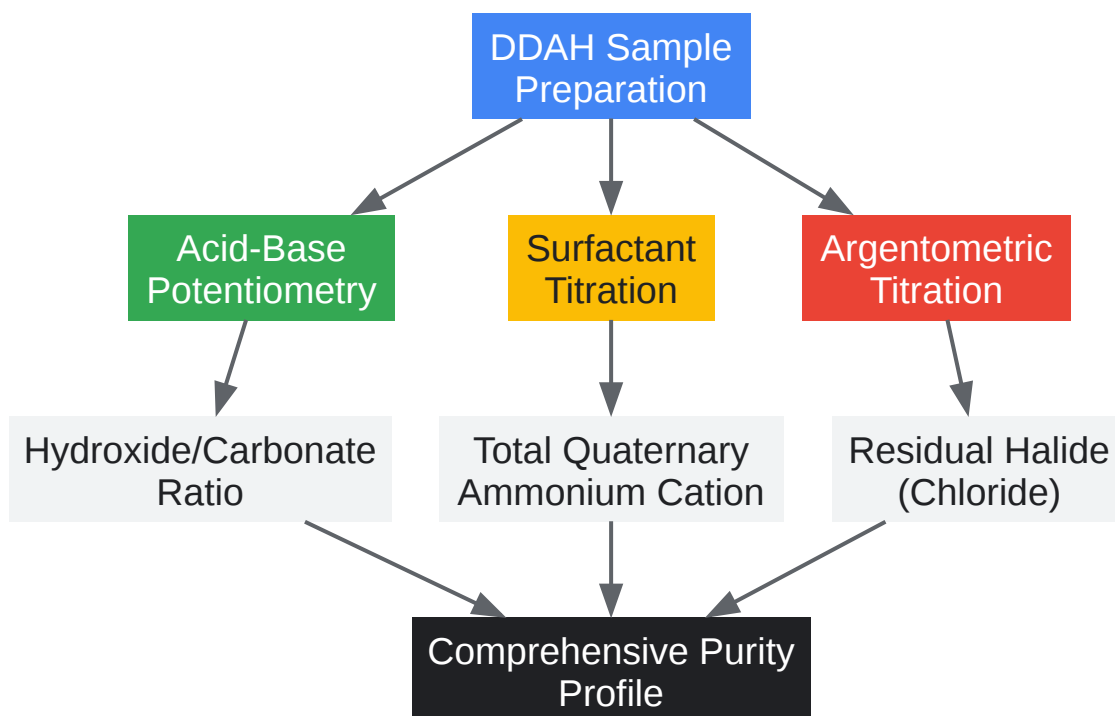 DDAH Sample
Preparation
Acid-Base
Potentiometry
Surfactant
Titration
Argentometric
Titration
Hydroxide/Carbonate
Ratio
Total Quaternary
Ammonium Cation
Residual Halide
(Chloride)
Comprehensive Purity
Profile